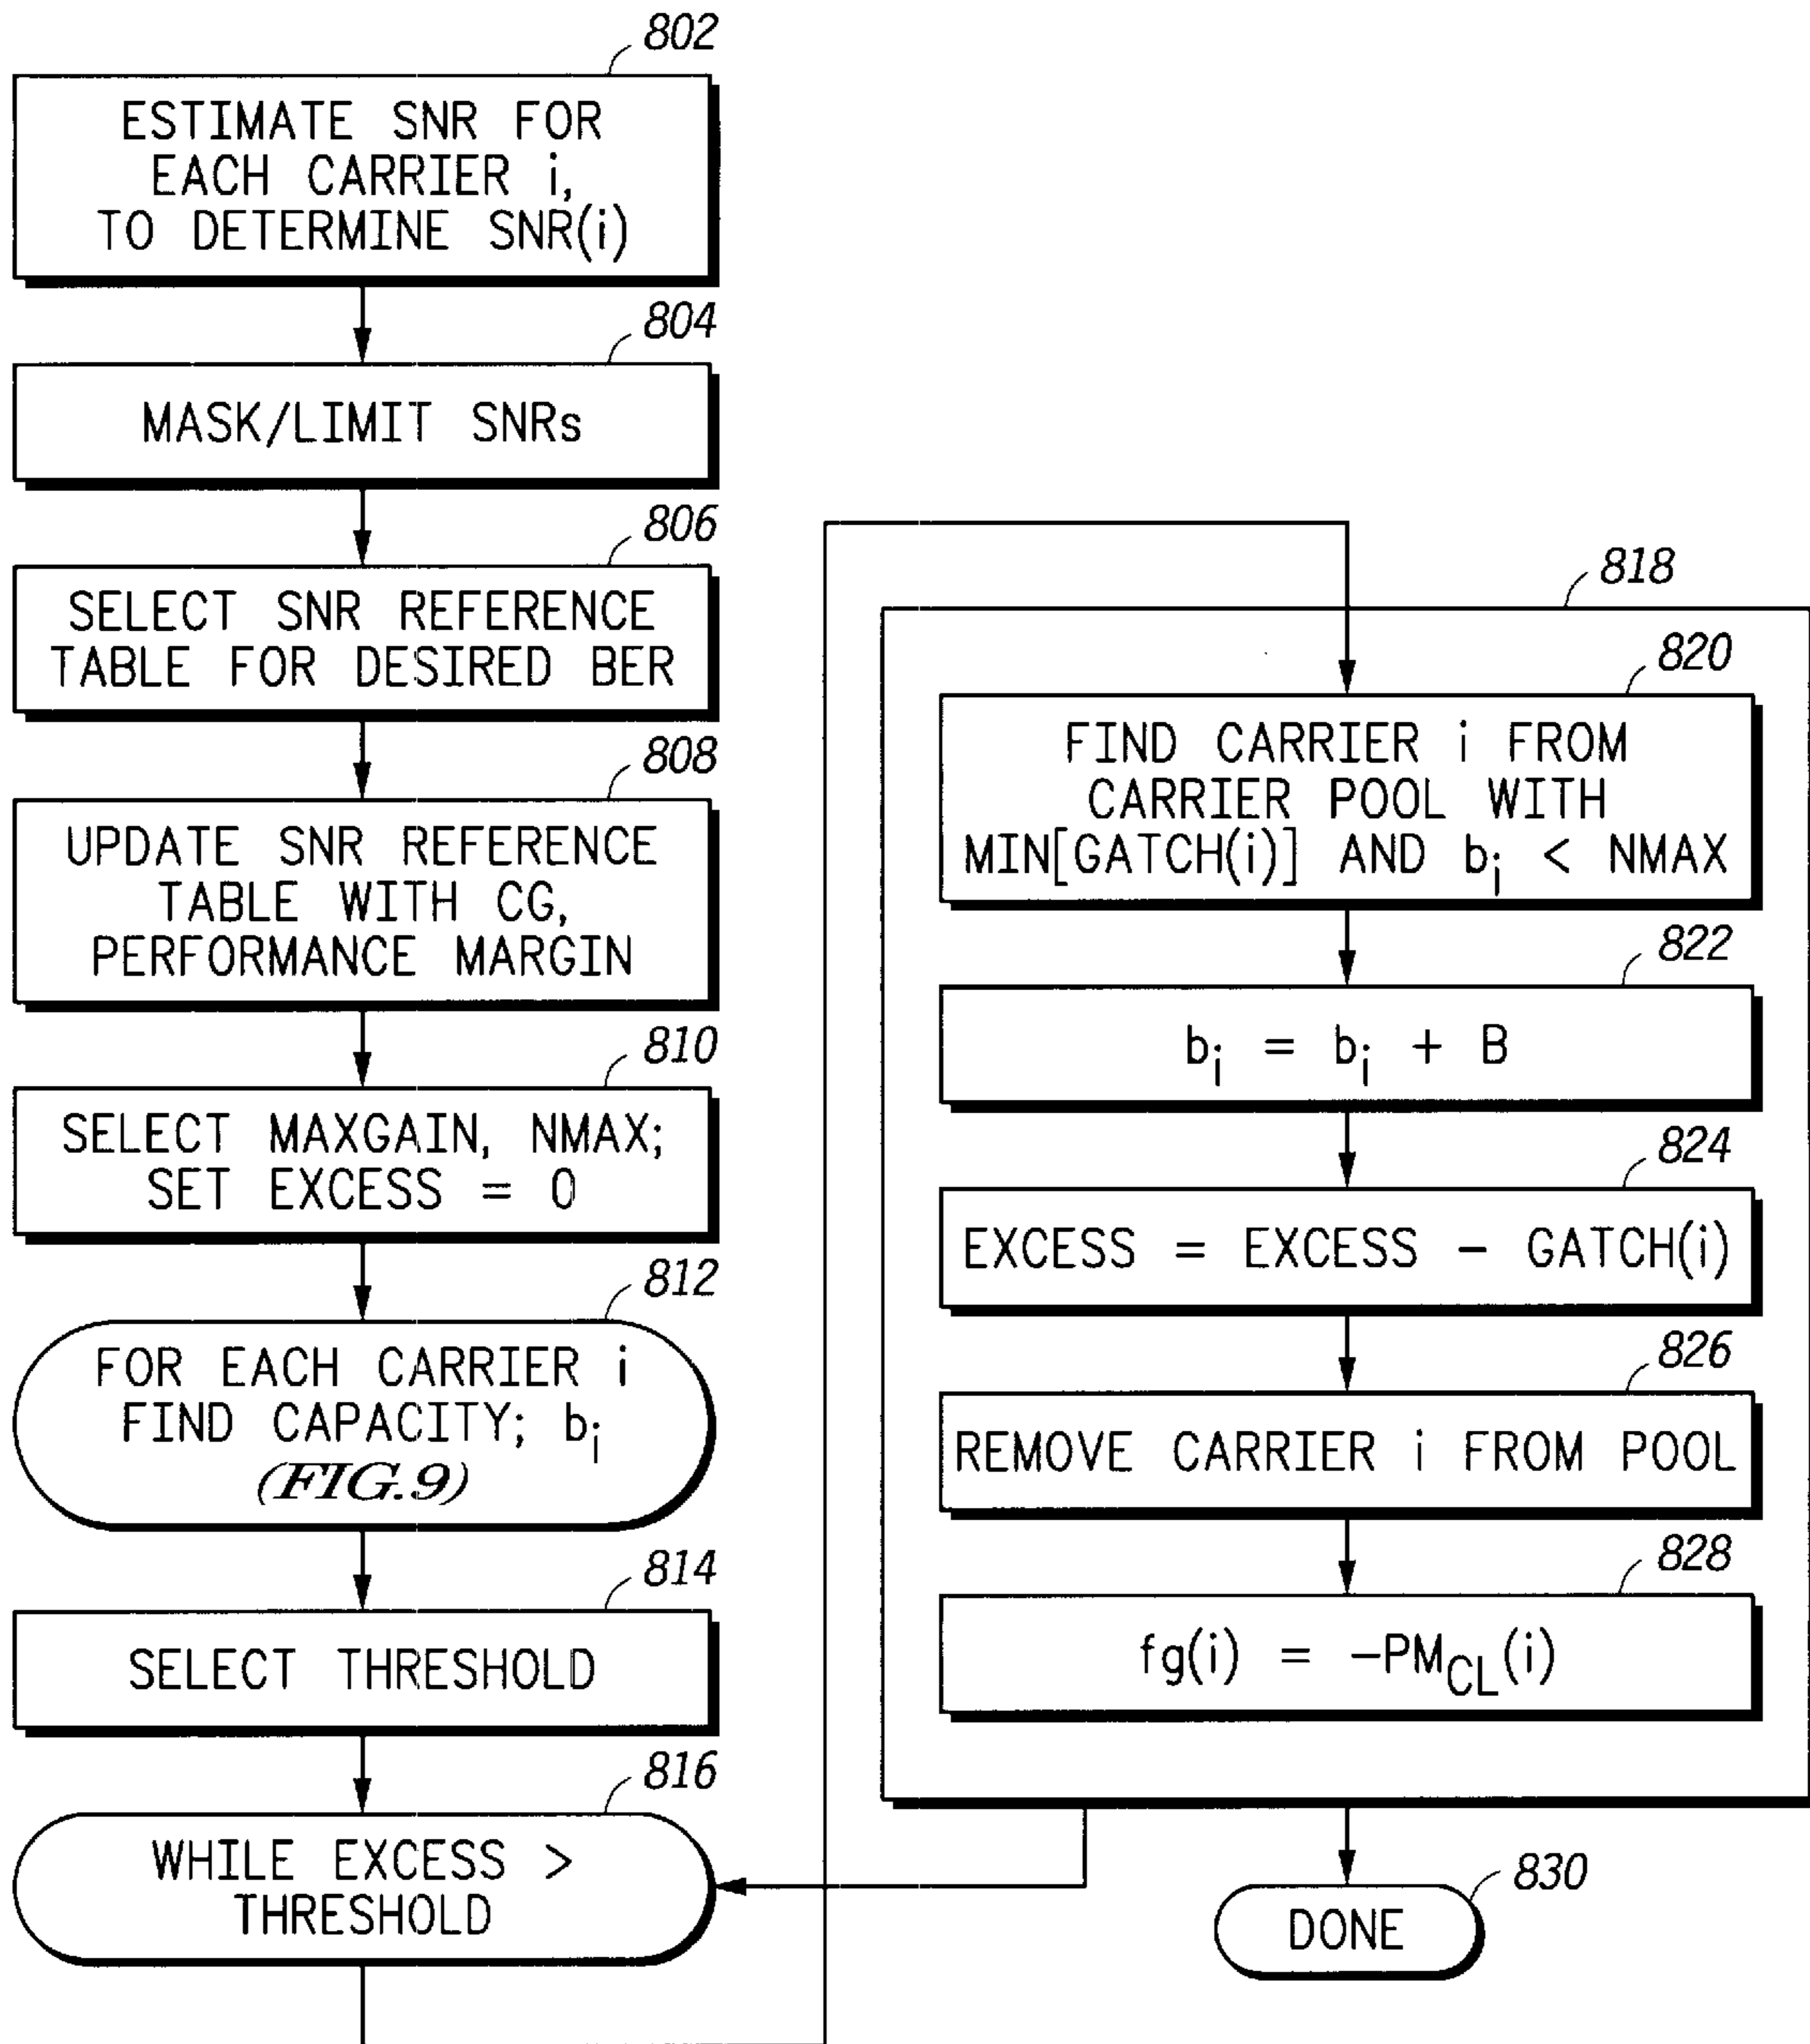 802
ESTIMATE SNR FOR
EACH CARRIER i,
TO DETERMINE SNR(i)
804
MASK/LIMIT SNRs
806
SELECT SNR REFERENCE
TABLE FOR DESIRED BER
808
UPDATE SNR REFERENCE
TABLE WITH CG,
PERFORMANCE MARGIN
810
SELECT MAXGAIN, NMAX;
SET EXCESS = 0
812
FOR EACH CARRIER i
FIND CAPACITY; bi
(FIG.9)
814
SELECT THRESHOLD
816
WHILE EXCESS >
THRESHOLD
818
820
FIND CARRIER i FROM
CARRIER POOL WITH
MIN[GATCH(i)] AND bi < NMAX
822
bi = bi + B
824
EXCESS = EXCESS - GATCH(i)
826
REMOVE CARRIER i FROM POOL
828
fg(i) = -PMCL(i)
830
DONE